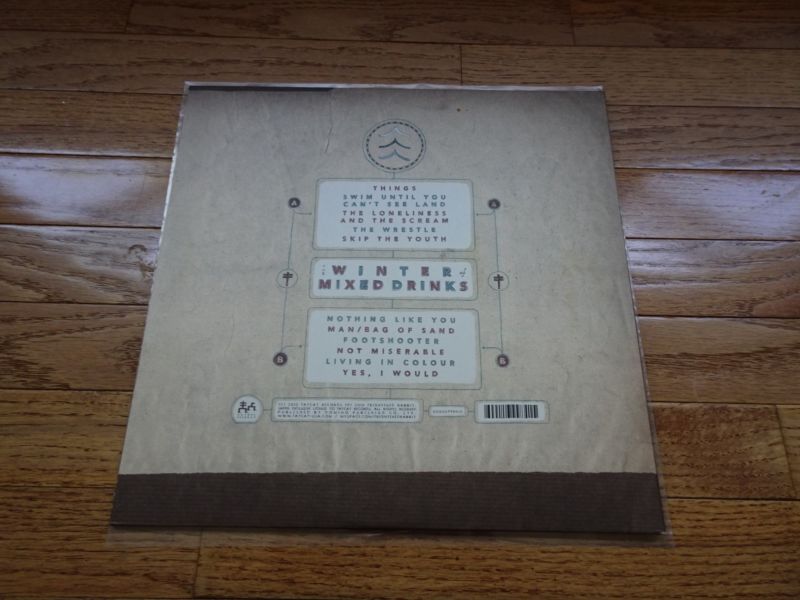 THINGS
SWIM UNTIL YOU
CAN'T SEE LAND
THE LONELINESS
AND THE SCREAM
THE WRESTLE
SKIP THE YOUTH
A
A
WINTER of
MIXED DRINKS
NOTHING LIKE YOU
MAN/BAG OF SAND
FOOTSHOOTER
NOT MISERABLE
LIVING IN COLOUR
YES, I WOULD
B
B